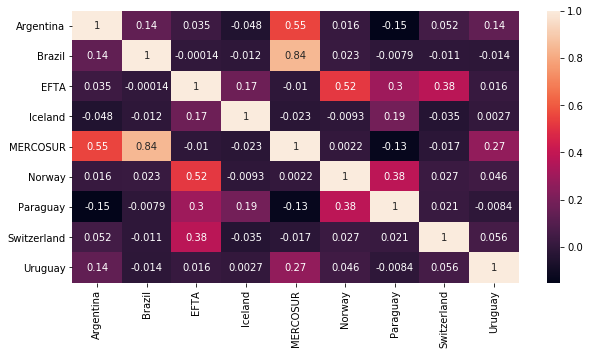 Argentina 1 0.14 0.035 -0.048 0.55 0.016 -0.15 0.052 0.14
Brazil 0.14 1 -0.00014 -0.012 0.84 0.023 -0.0079 -0.011 -0.014
EFTA 0.035 -0.00014 1 0.17 -0.01 0.52 0.3 0.38 0.016
Iceland -0.048 -0.012 0.17 1 -0.023 -0.0093 0.19 -0.035 0.0027
MERCOSUR 0.55 0.84 -0.01 -0.023 1 0.0022 -0.13 -0.017 0.27
Norway 0.016 0.023 0.52 -0.0093 0.0022 1 0.38 0.027 0.046
Paraguay -0.15 -0.0079 0.3 0.19 -0.13 0.38 1 0.021 -0.0084
Switzerland 0.052 -0.011 0.38 -0.035 -0.017 0.027 0.021 1 0.056
Uruguay 0.14 -0.014 0.016 0.0027 0.27 0.046 -0.0084 0.056 1
Argentina Brazil EFTA Iceland MERCOSUR Norway Paraguay Switzerland Uruguay
1.0
0.8
0.6
0.4
0.2
0.0